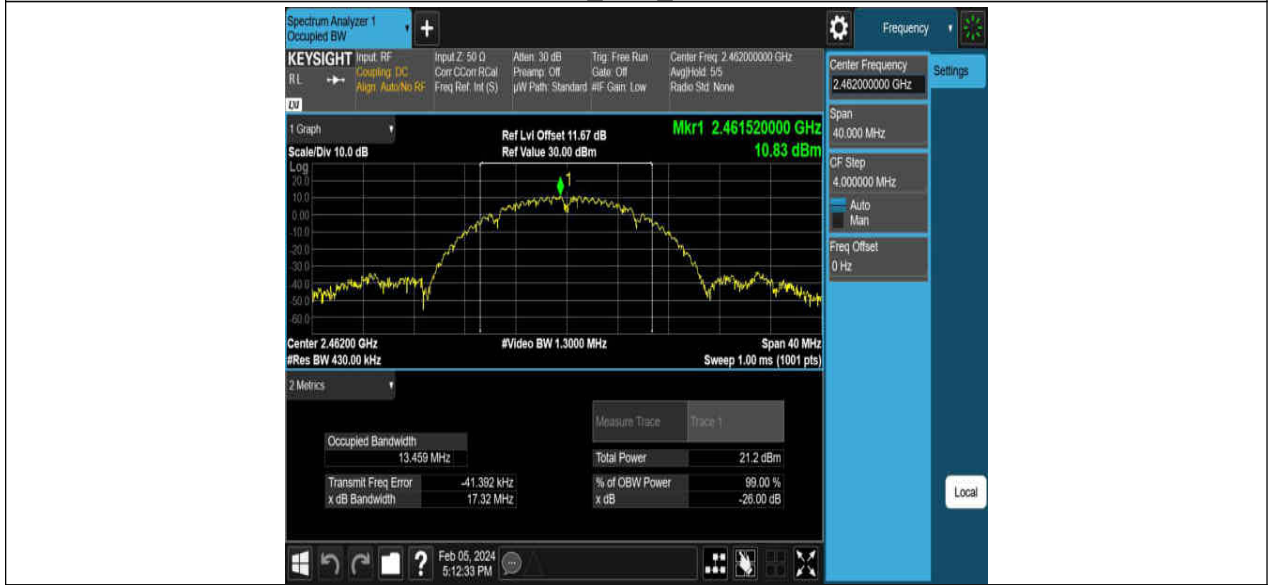 Spectrum Analyzer 1
Occupied BW
+
Frequency
KEYSIGHT
RL
LXI
Input: RF
Coupling: DC
Align: Auto/No RF
Input Z: 50 Ω
Corr CCorr RCal
Freq Ref: Int (S)
Atten: 30 dB
Preamp: Off
µW Path: Standard
Trig: Free Run
Gate: Off
#IF Gain: Low
Center Freq: 2.462000000 GHz
Avg|Hold: 5/5
Radio Std: None
Center Frequency
2.462000000 GHz
Settings
Span
40.000 MHz
CF Step
4.000000 MHz
Auto
Man
Freq Offset
0 Hz
1 Graph
Scale/Div 10.0 dB
Ref Lvl Offset 11.67 dB
Ref Value 30.00 dBm
Mkr1 2.461520000 GHz
10.83 dBm
Log
20.0
10.0
0.00
-10.0
-20.0
-30.0
-40.0
-50.0
-60.0
1
Center 2.46200 GHz
#Res BW 430.00 kHz
#Video BW 1.3000 MHz
Span 40 MHz
Sweep 1.00 ms (1001 pts)
2 Metrics
Measure Trace Trace 1
Occupied Bandwidth
13.459 MHz
Total Power 21.2 dBm
Transmit Freq Error -41.392 kHz
% of OBW Power 99.00 %
x dB Bandwidth 17.32 MHz
x dB -26.00 dB
Local
?
Feb 05, 2024
5:12:33 PM